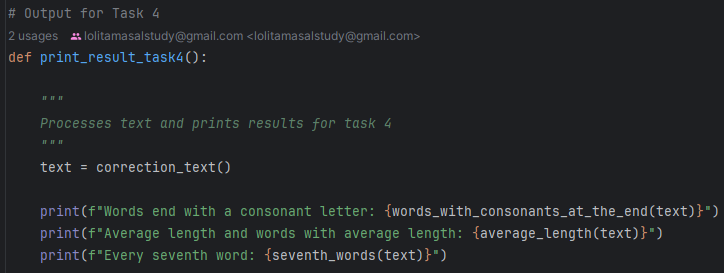 # Output for Task 4
2 usages lolitamasalstudy@gmail.com <lolitamasalstudy@gmail.com>
def print_result_task4():
"""
Processes text and prints results for task 4
"""
text = correction_text()
print(f"Words end with a consonant letter: {words_with_consonants_at_the_end(text)}")
print(f"Average length and words with average length: {average_length(text)}")
print(f"Every seventh word: {seventh_words(text)}")